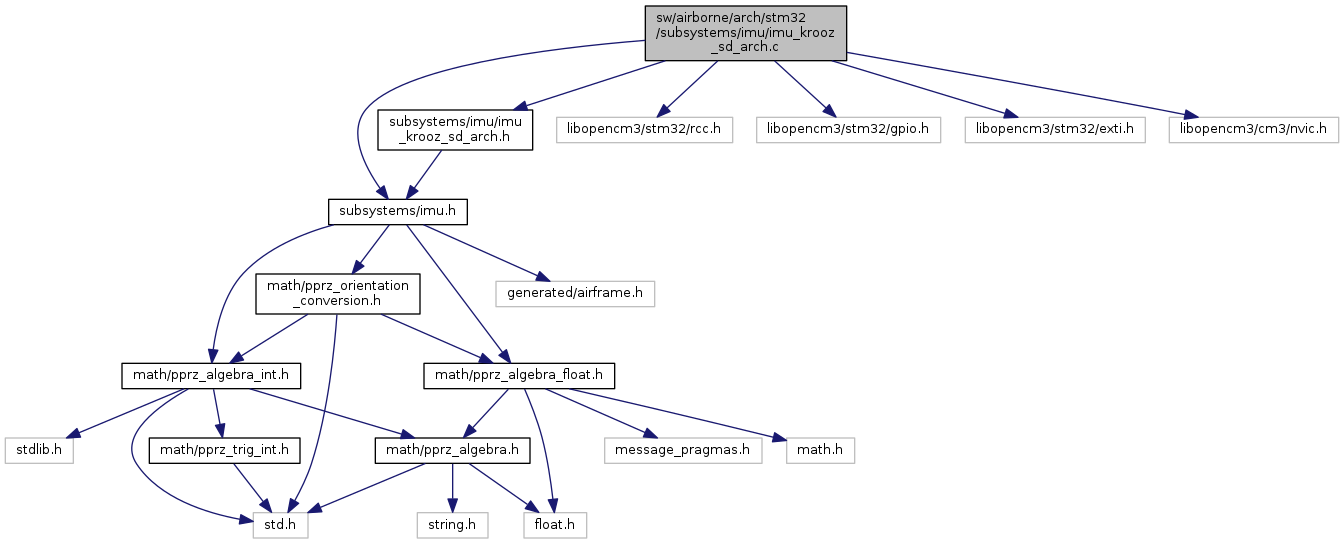 sw/airborne/arch/stm32
/subsystems/imu/imu_krooz
_sd_arch.c
subsystems/imu/imu
_krooz_sd_arch.h
libopencm3/stm32/rcc.h
libopencm3/stm32/gpio.h
libopencm3/stm32/exti.h
libopencm3/cm3/nvic.h
subsystems/imu.h
math/pprz_orientation
_conversion.h
generated/airframe.h
math/pprz_algebra_int.h
math/pprz_algebra_float.h
stdlib.h
math/pprz_trig_int.h
math/pprz_algebra.h
message_pragmas.h
math.h
std.h
string.h
float.h